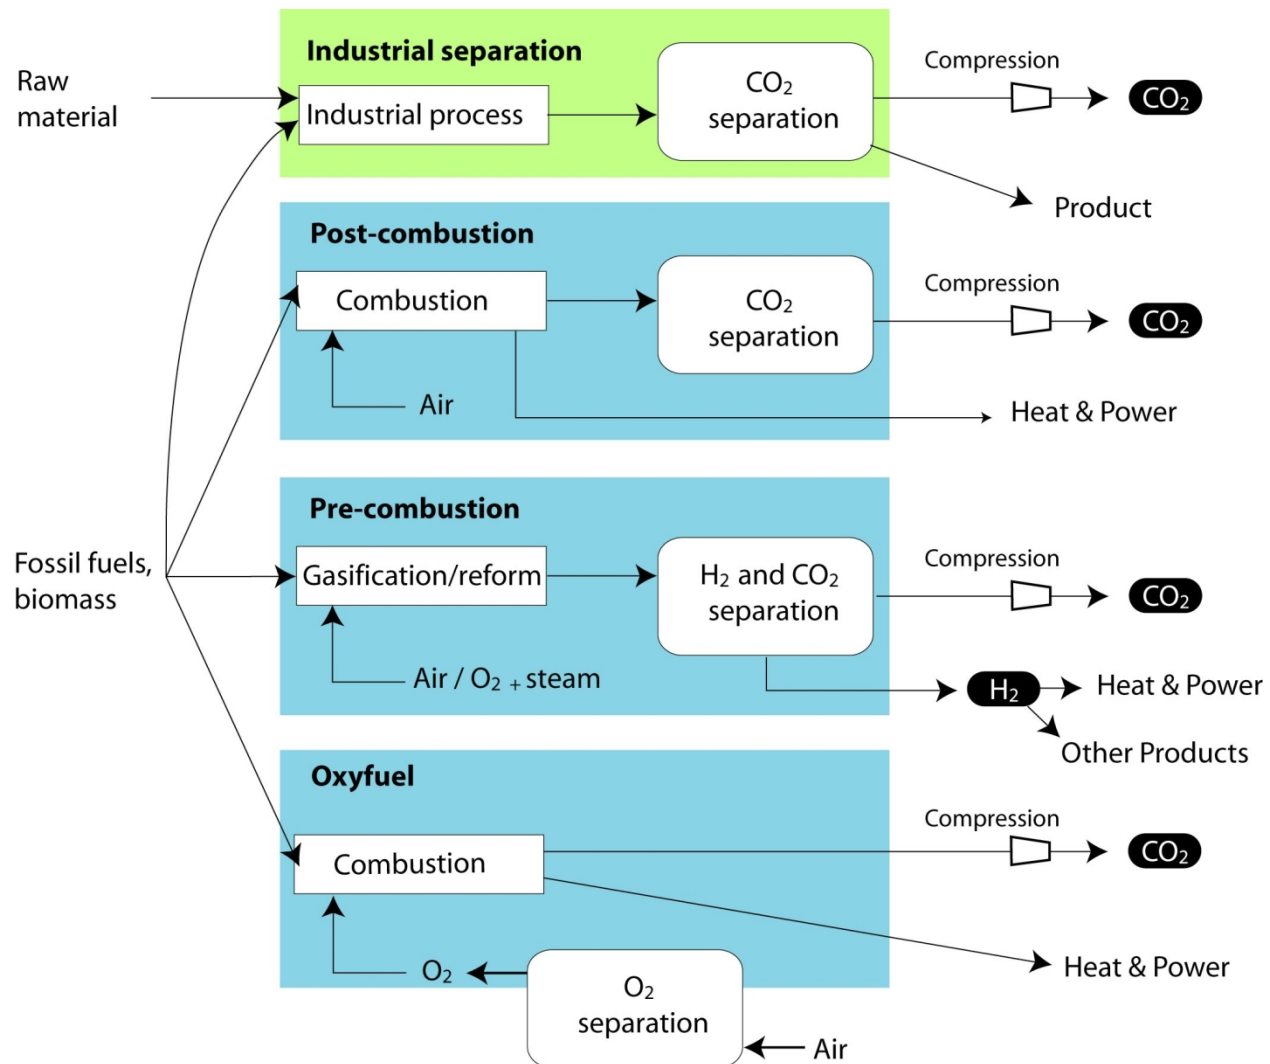 Industrial separation
Raw
material
Industrial process
CO₂
separation
Compression
CO₂
Product
Post-combustion
Combustion
Air
CO₂
separation
Compression
CO₂
Heat & Power
Fossil fuels,
biomass
Pre-combustion
Gasification/reform
Air / O₂ + steam
H₂ and CO₂
separation
Compression
CO₂
H₂
Heat & Power
Other Products
Oxyfuel
Combustion
Compression
CO₂
Heat & Power
O₂
O₂
separation
Air